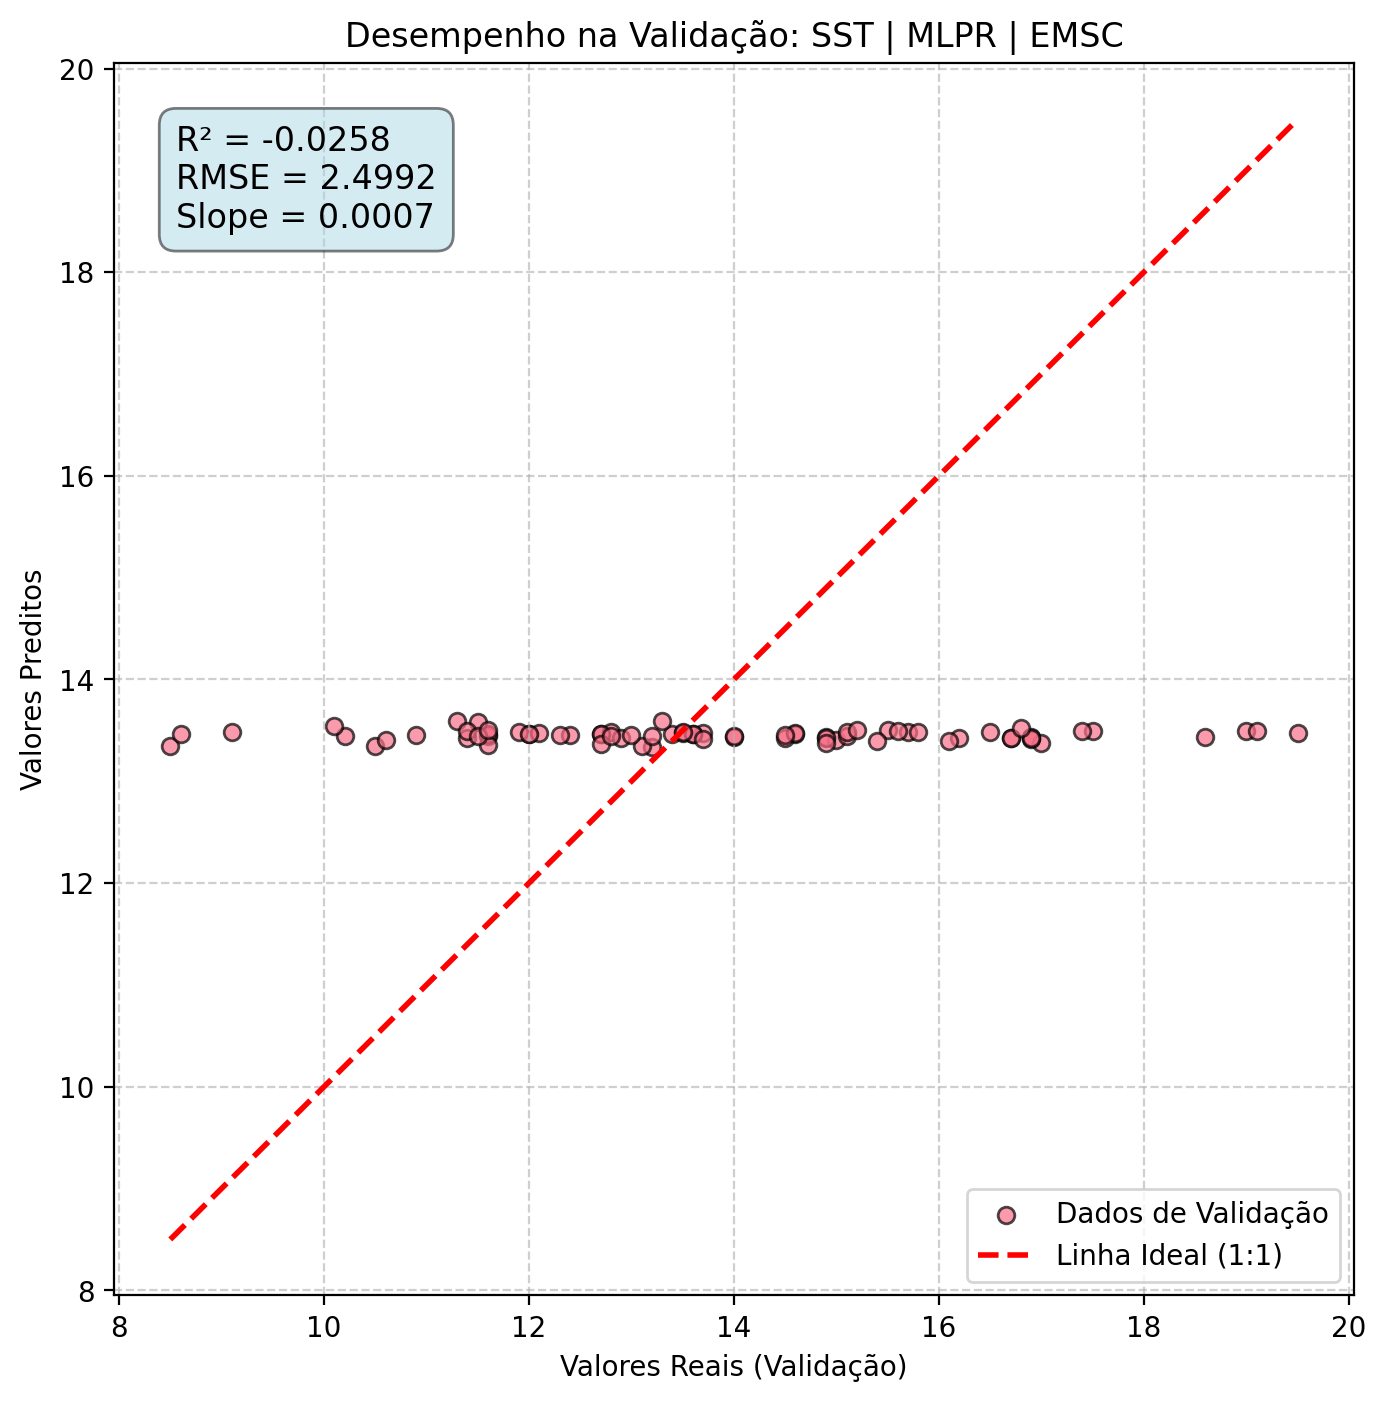 Desempenho na Validação: SST | MLPR | EMSC
R² = -0.0258
RMSE = 2.4992
Slope = 0.0007
Valores Preditos
20
18
16
14
12
10
8
8 10 12 14 16 18 20
Valores Reais (Validação)
Dados de Validação
Linha Ideal (1:1)